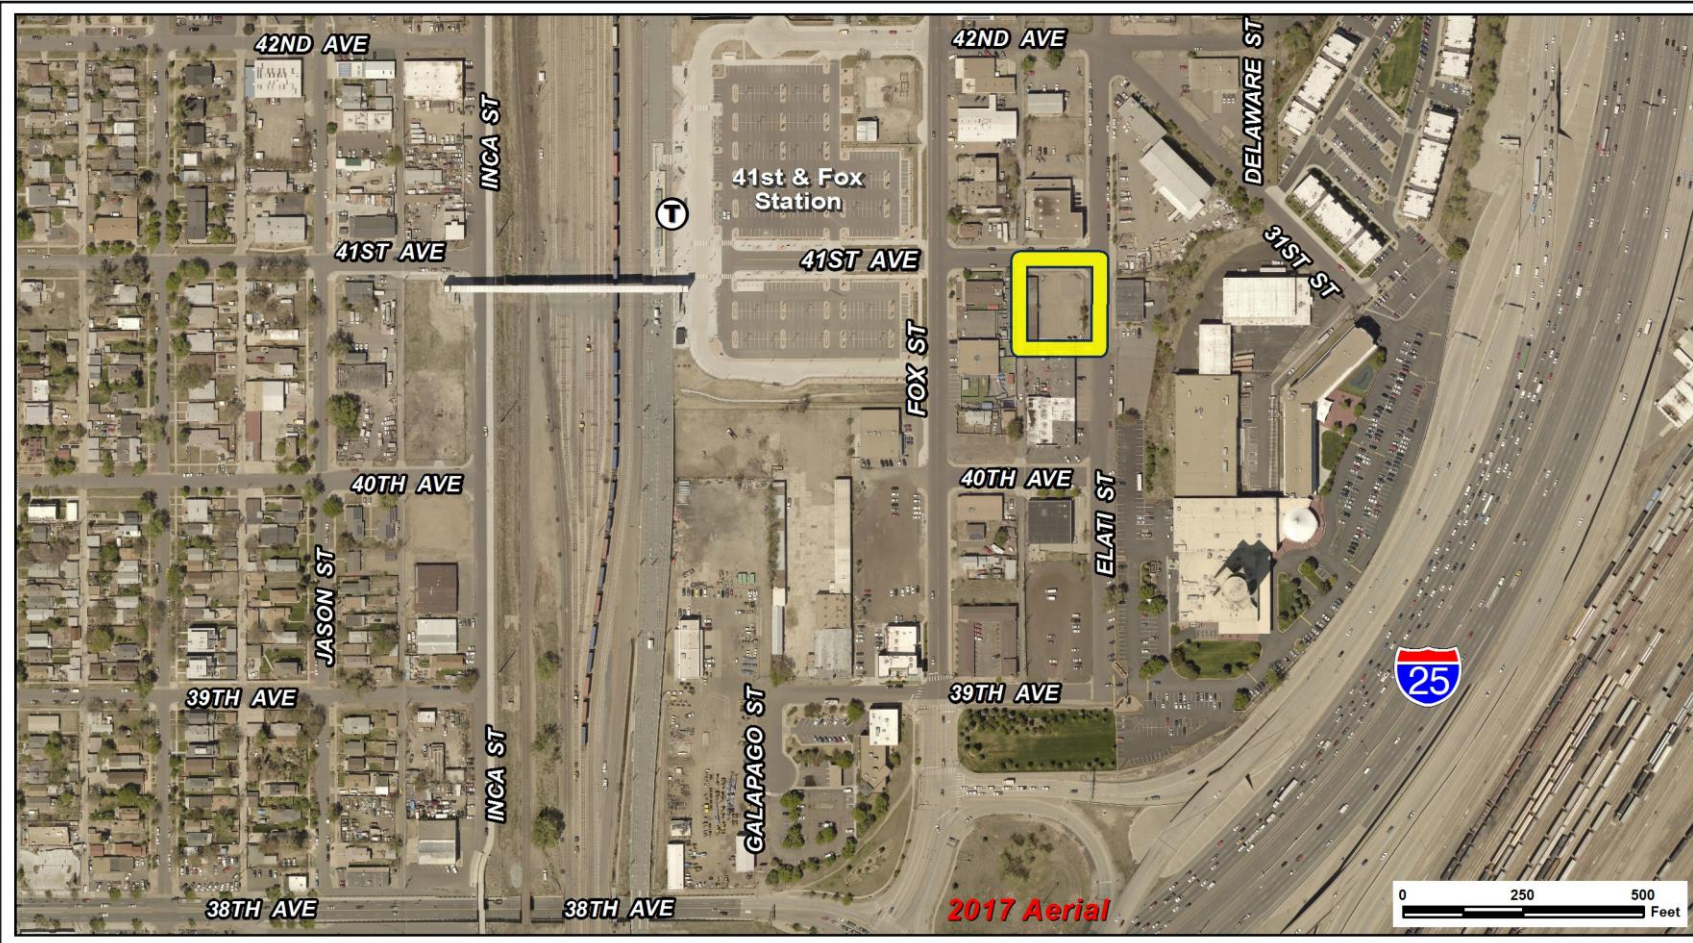 42ND AVE
42ND AVE
DELAWARE ST
INCA ST
41st & Fox
Station
T
41ST AVE
41ST AVE
31ST ST
FOX ST
40TH AVE
40TH AVE
ELATI ST
JASON ST
25
39TH AVE
39TH AVE
GALAPAGO ST
INCA ST
38TH AVE
38TH AVE
2017 Aerial
0 250 500
Feet